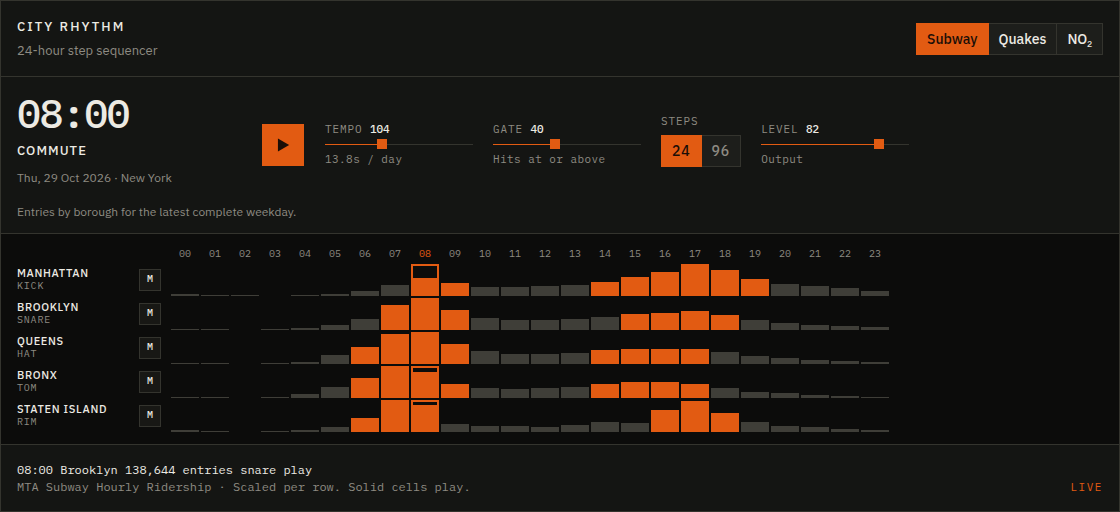 CITY RHYTHM
24-hour step sequencer
Subway Quakes NO₂
08:00
COMMUTE
Thu, 29 Oct 2026 · New York
TEMPO 104
13.8s / day
GATE 40
Hits at or above
STEPS
24 96
LEVEL 82
Output
Entries by borough for the latest complete weekday.
00 01 02 03 04 05 06 07 08 09 10 11 12 13 14 15 16 17 18 19 20 21 22 23
MANHATTAN
KICK
M
BROOKLYN
SNARE
M
QUEENS
HAT
M
BRONX
TOM
M
STATEN ISLAND
RIM
M
08:00 Brooklyn 138,644 entries snare play
MTA Subway Hourly Ridership · Scaled per row. Solid cells play.
LIVE